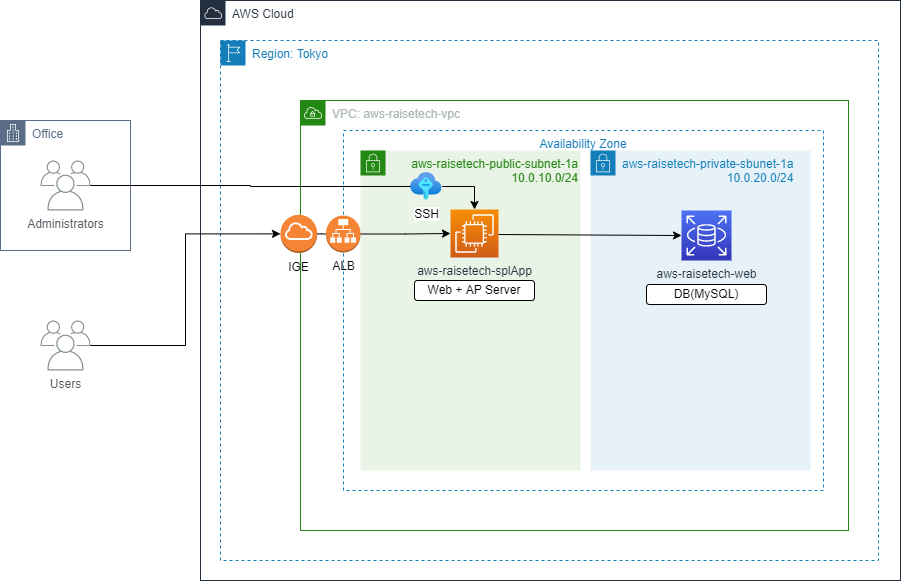 AWS Cloud
Region: Tokyo
VPC: aws-raisetech-vpc
Office
Availability Zone
aws-raisetech-public-subnet-1a
10.0.10.0/24
aws-raisetech-private-sbunet-1a
10.0.20.0/24
SSH
Administrators
IGE
ALB
aws-raisetech-splApp
Web + AP Server
aws-raisetech-web
DB(MySQL)
Users